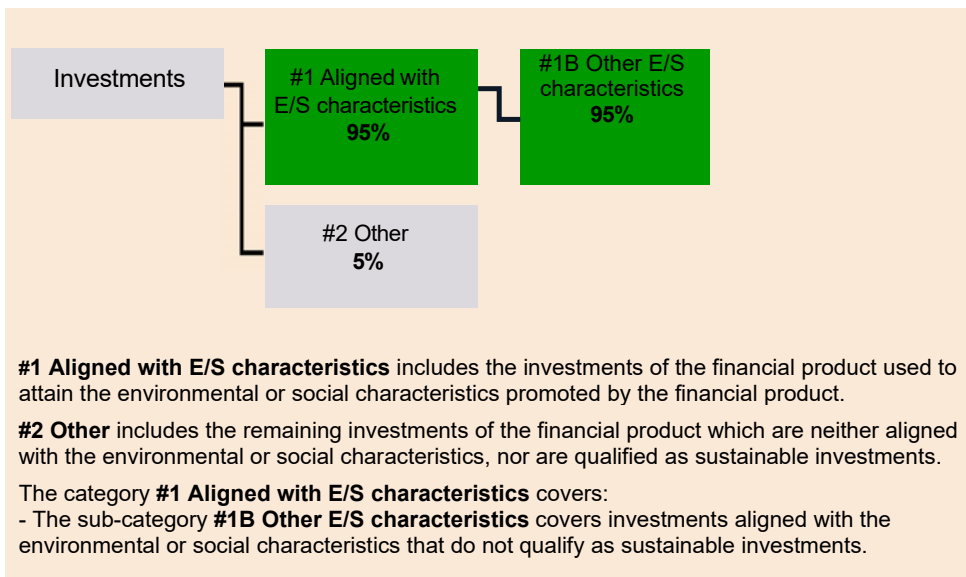 Investments
#1 Aligned with
E/S characteristics
95%
#1B Other E/S
characteristics
95%
#2 Other
5%
#1 Aligned with E/S characteristics includes the investments of the financial product used to
attain the environmental or social characteristics promoted by the financial product.
#2 Other includes the remaining investments of the financial product which are neither aligned
with the environmental or social characteristics, nor are qualified as sustainable investments.
The category #1 Aligned with E/S characteristics covers:
- The sub-category #1B Other E/S characteristics covers investments aligned with the
environmental or social characteristics that do not qualify as sustainable investments.